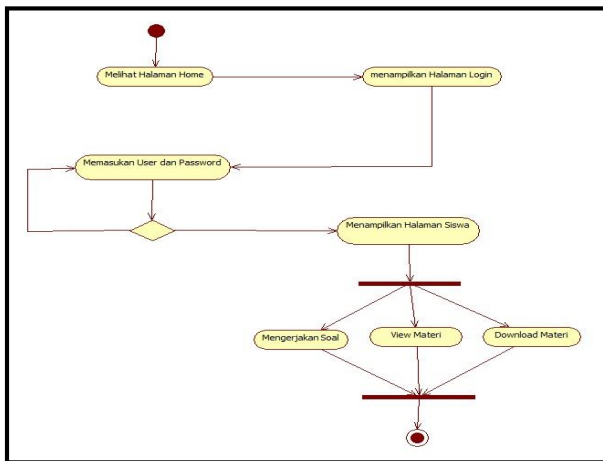 Melihat Halaman Home
menampilkan Halaman Login
Memasukan User dan Password
Menampilkan Halaman Siswa
Mengerjakan Soal
View Materi
Download Materi